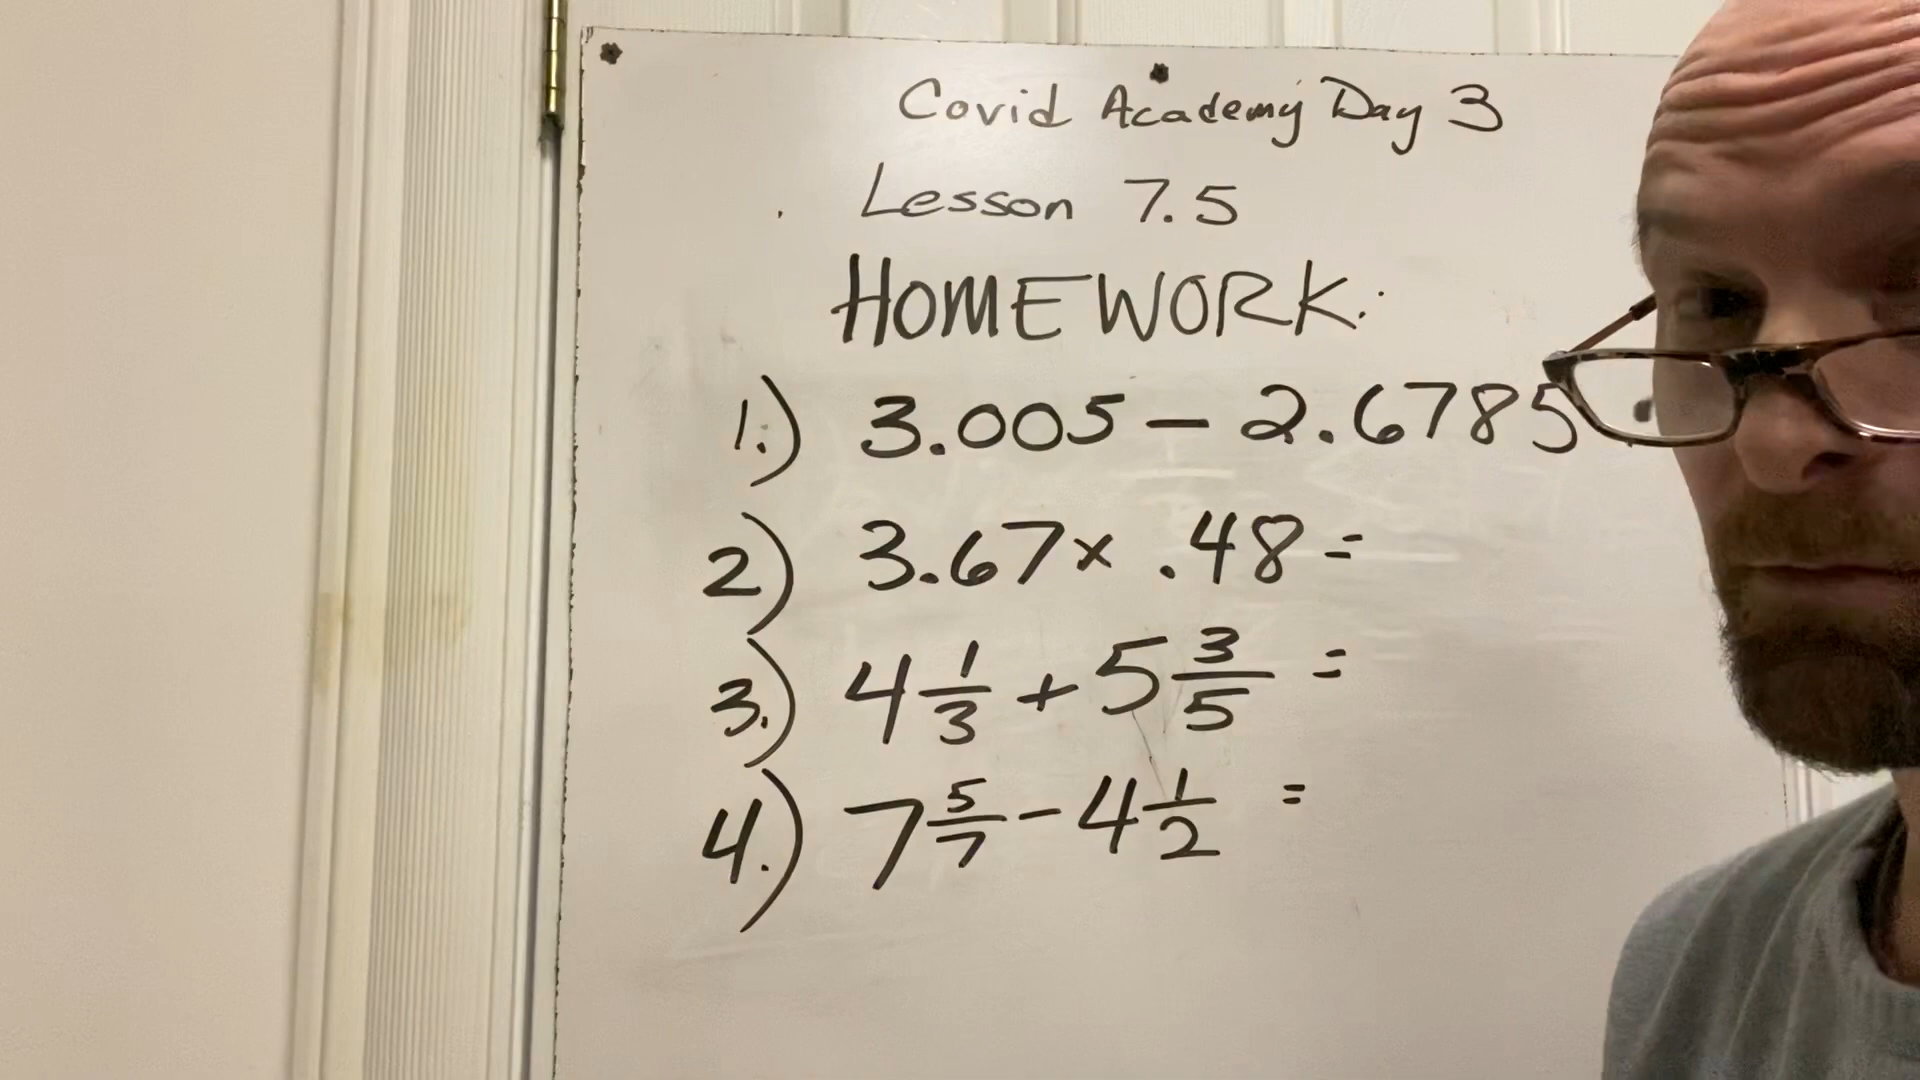 Covid Academy Day 3
Lesson 7.5
HOMEWORK:
1.) 3.005 - 2.6785
2) 3.67 x .48 =
3.) 4 1/3 + 5 3/5 =
4.) 7 5/7 - 4 1/2 =